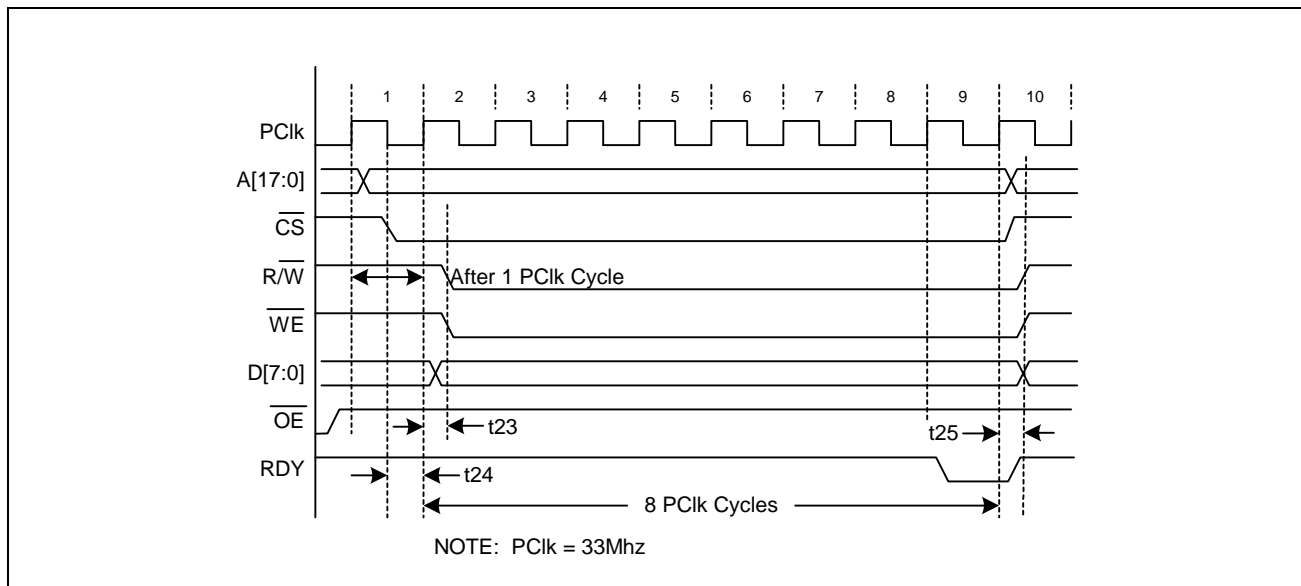 1 2 3 4 5 6 7 8 9 10
PClk
A[17:0]
CS
R/W After 1 PClk Cycle
WE
D[7:0]
OE t23 t25
RDY t24
8 PClk Cycles
NOTE: PClk = 33Mhz